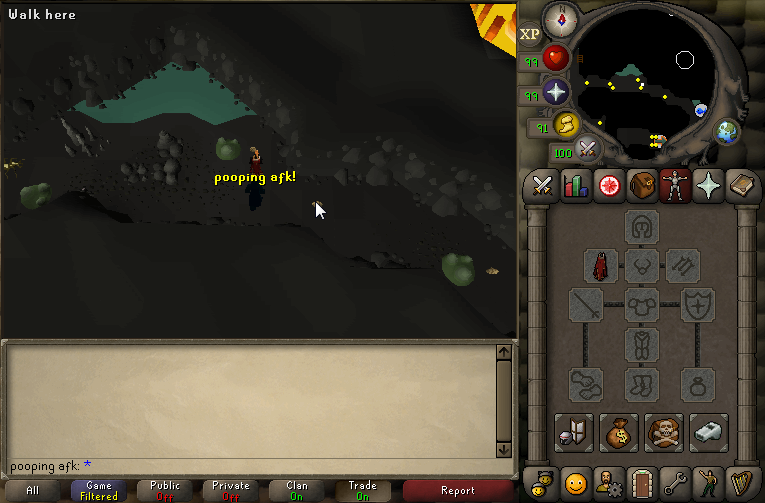 Walk here
XP
99
99
91
100
pooping afk!
pooping afk: *
All
Game
Filtered
Public
Off
Private
Off
Clan
On
Trade
On
Report